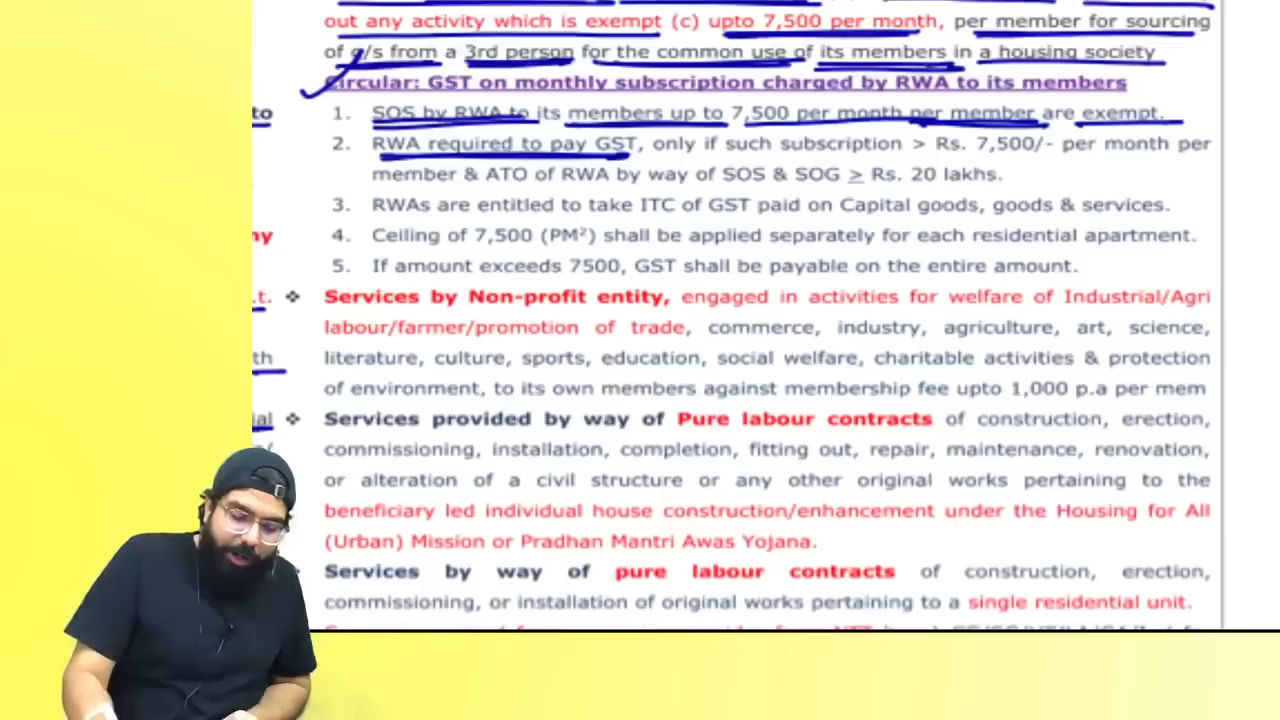 out any activity which is exempt (c) upto 7,500 per month, per member for sourcing
of g/s from a 3rd person for the common use of its members in a housing society
Circular: GST on monthly subscription charged by RWA to its members
to
1. SOS by RWA to its members up to 7,500 per month per member are exempt.
2. RWA required to pay GST, only if such subscription > Rs. 7,500/- per month per
member & ATO of RWA by way of SOS & SOG ≥ Rs. 20 lakhs.
3. RWAs are entitled to take ITC of GST paid on Capital goods, goods & services.
ny
4. Ceiling of 7,500 (PM²) shall be applied separately for each residential apartment.
5. If amount exceeds 7500, GST shall be payable on the entire amount.
.t.
❖ Services by Non-profit entity, engaged in activities for welfare of Industrial/Agri
labour/farmer/promotion of trade, commerce, industry, agriculture, art, science,
th
literature, culture, sports, education, social welfare, charitable activities & protection
of environment, to its own members against membership fee upto 1,000 p.a per mem
ial
❖ Services provided by way of Pure labour contracts of construction, erection,
commissioning, installation, completion, fitting out, repair, maintenance, renovation,
or alteration of a civil structure or any other original works pertaining to the
beneficiary led individual house construction/enhancement under the Housing for All
(Urban) Mission or Pradhan Mantri Awas Yojana.
Services by way of pure labour contracts of construction, erection,
commissioning, or installation of original works pertaining to a single residential unit.